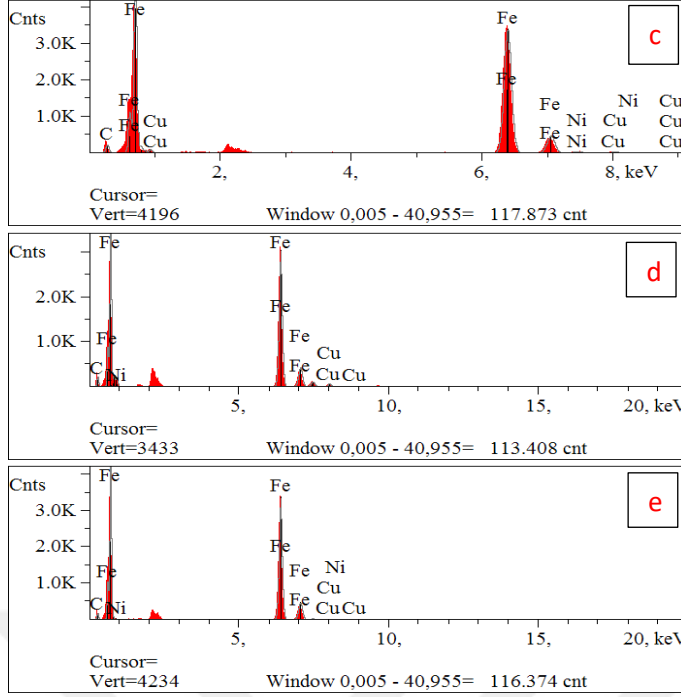 Cnts Fe c
3.0K Fe
2.0K
Fe Fe Fe Ni Cu
1.0K C Fe Cu Cu Fe Ni Ni Cu Cu Cu Cu
2, 4, 6, 8, keV
Cursor=
Vert=4196 Window 0,005 - 40,955= 117.873 cnt
Cnts Fe Fe d
2.0K Fe
1.0K Fe Fe Cu
C Ni Fe Cu Cu
5, 10, 15, 20, keV
Cursor=
Vert=3433 Window 0,005 - 40,955= 113.408 cnt
Cnts Fe Fe e
3.0K
2.0K Fe
1.0K Fe Fe Ni
Cu
C Ni Fe Cu Cu
5, 10, 15, 20, keV
Cursor=
Vert=4234 Window 0,005 - 40,955= 116.374 cnt